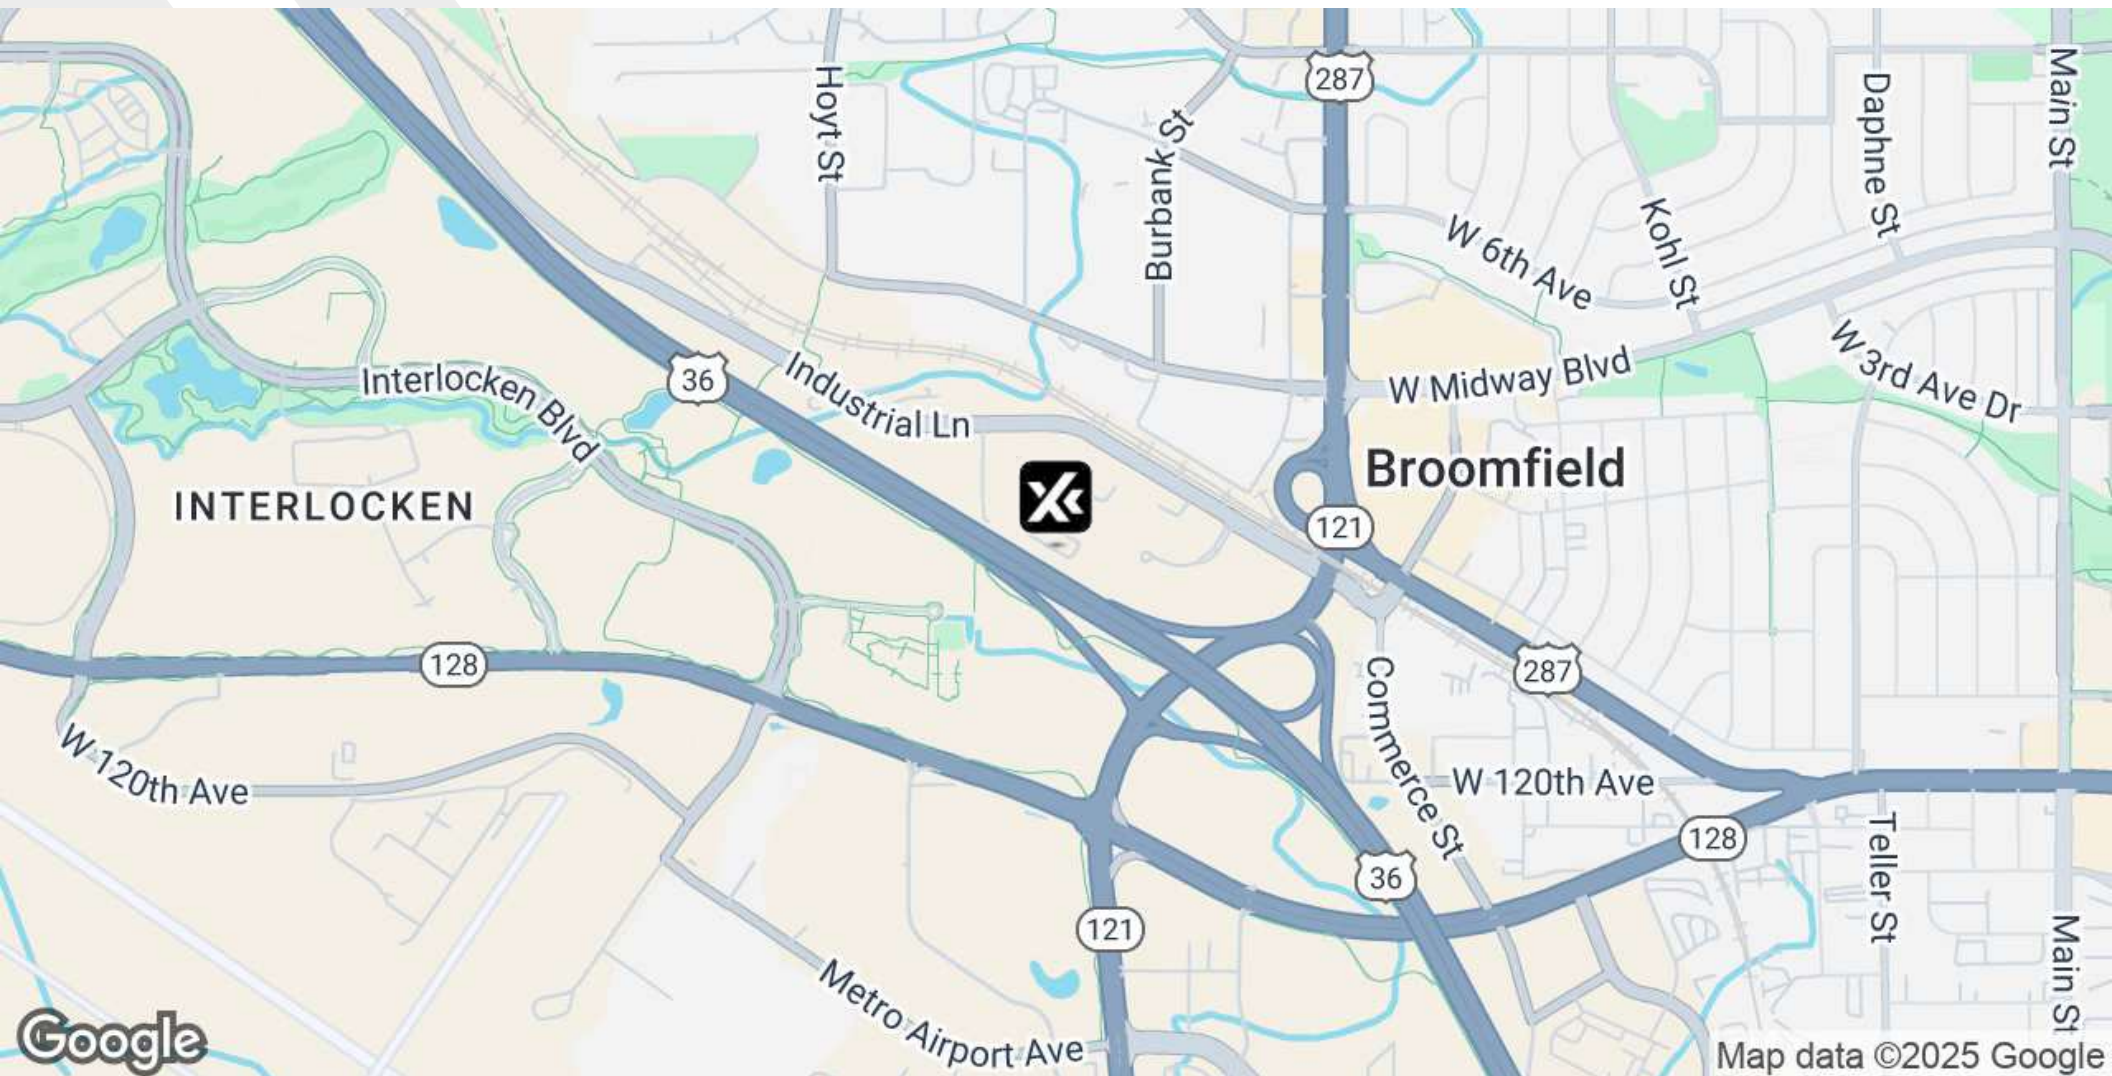 287
Hoyt St
Burbank St
Daphne St
Main St
W 6th Ave
Kohl St
36
Interlocken Blvd
Industrial Ln
W Midway Blvd
W 3rd Ave Dr
INTERLOCKEN
Broomfield
121
128
287
Commerce St
W 120th Ave
W 120th Ave
128
36
Teller St
121
Main St
Metro Airport Ave
Google
Map data ©2025 Google